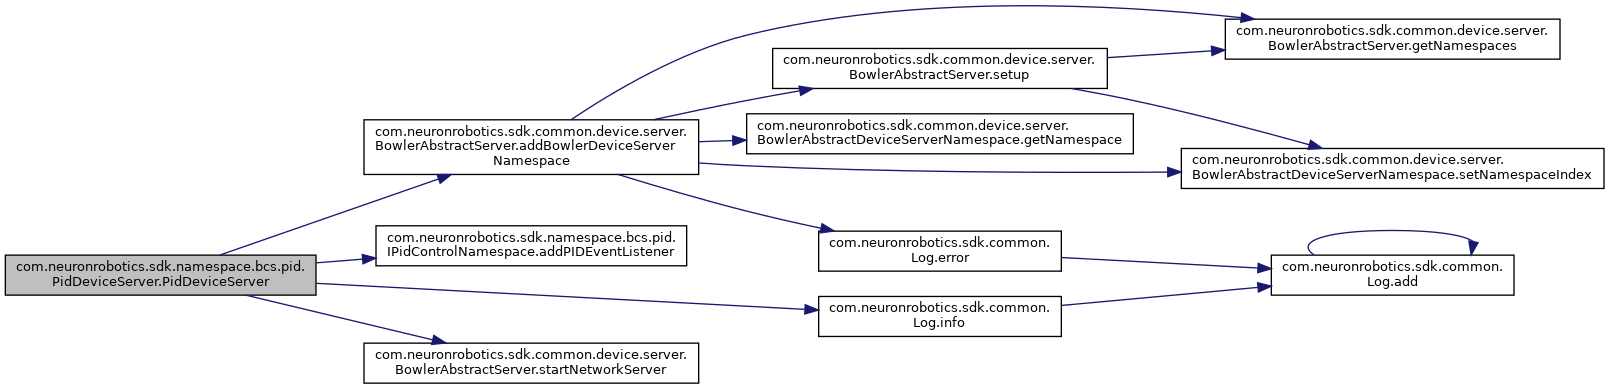 com.neuronrobotics.sdk.common.device.server.
BowlerAbstractServer.getNamespaces
com.neuronrobotics.sdk.common.device.server.
BowlerAbstractServer.setup
com.neuronrobotics.sdk.common.device.server.
BowlerAbstractServer.addBowlerDeviceServer
Namespace
com.neuronrobotics.sdk.common.device.server.
BowlerAbstractDeviceServerNamespace.getNamespace
com.neuronrobotics.sdk.common.device.server.
BowlerAbstractDeviceServerNamespace.setNamespaceIndex
com.neuronrobotics.sdk.namespace.bcs.pid.
IPidControlNamespace.addPIDEventListener
com.neuronrobotics.sdk.common.
Log.error
com.neuronrobotics.sdk.namespace.bcs.pid.
PidDeviceServer.PidDeviceServer
com.neuronrobotics.sdk.common.
Log.add
com.neuronrobotics.sdk.common.
Log.info
com.neuronrobotics.sdk.common.device.server.
BowlerAbstractServer.startNetworkServer